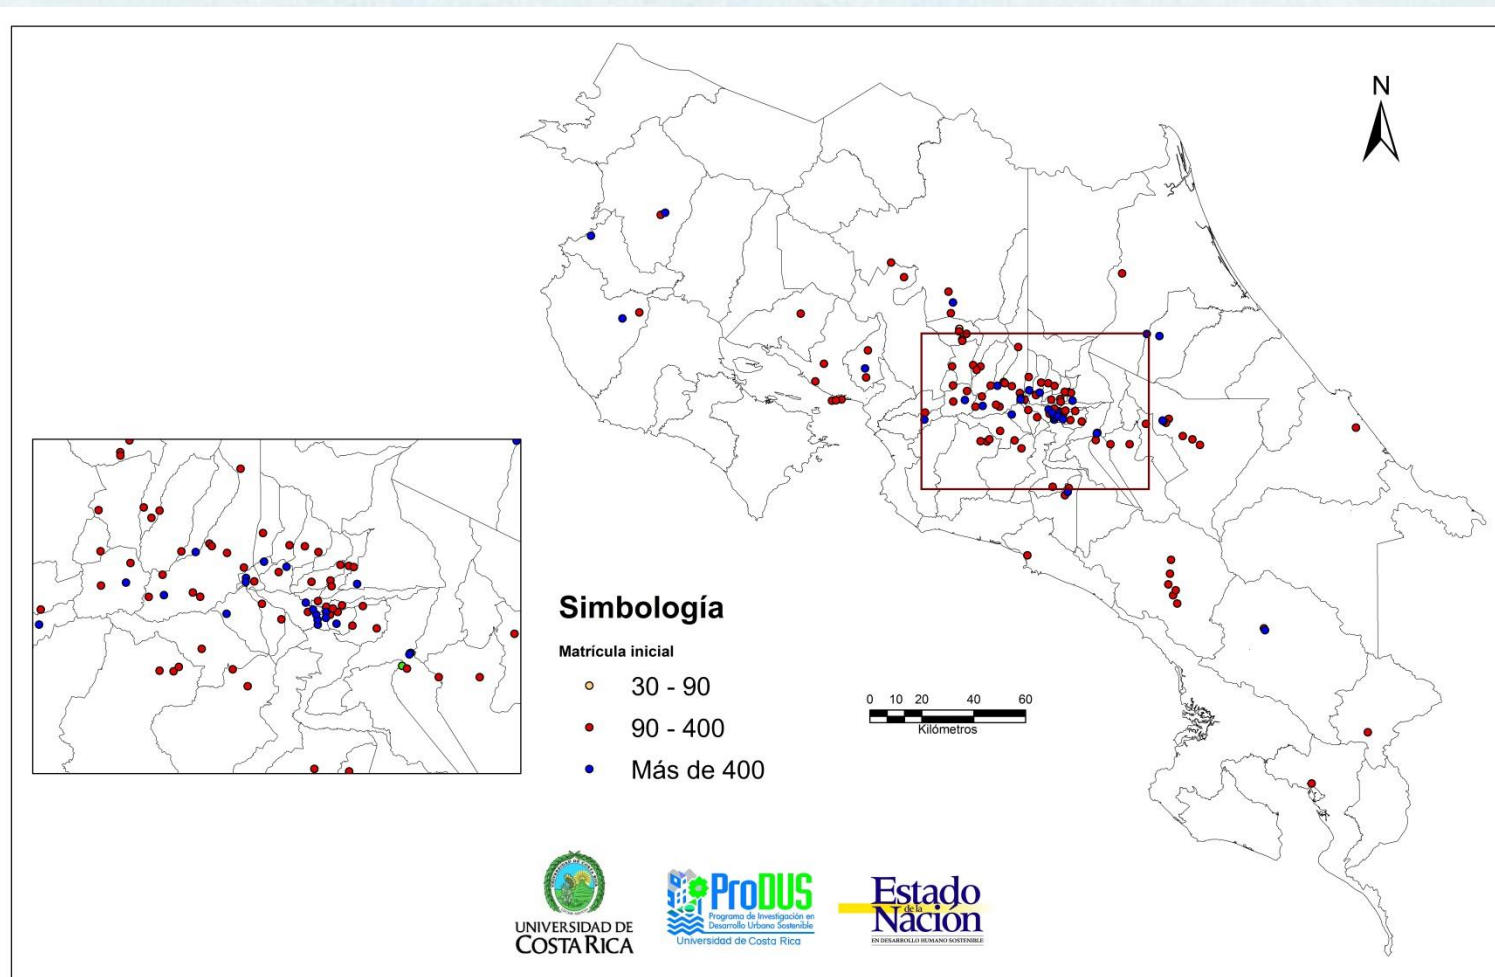 N
Simbología
Matrícula inicial
30 - 90
90 - 400
Más de 400
0 10 20 40 60
Kilómetros
UNIVERSIDAD DE
COSTA RICA
ProDUS
Programa de Investigación en
Desarrollo Urbano Sostenible
Universidad de Costa Rica
Estado
de la
Nación
EN DESARROLLO HUMANO SOSTENIBLE